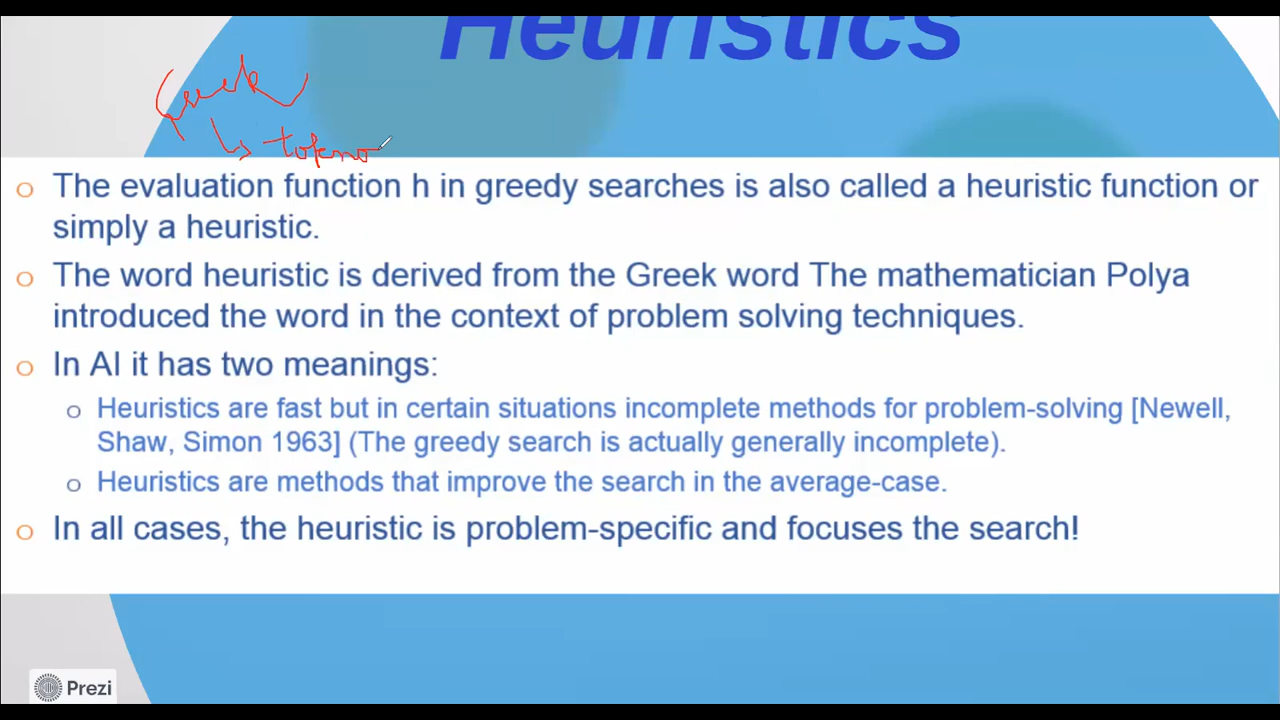 Heuristics
Greek
↳ to kno
o The evaluation function h in greedy searches is also called a heuristic function or
simply a heuristic.
o The word heuristic is derived from the Greek word The mathematician Polya
introduced the word in the context of problem solving techniques.
o In AI it has two meanings:
o Heuristics are fast but in certain situations incomplete methods for problem-solving [Newell,
Shaw, Simon 1963] (The greedy search is actually generally incomplete).
o Heuristics are methods that improve the search in the average-case.
o In all cases, the heuristic is problem-specific and focuses the search!
Prezi